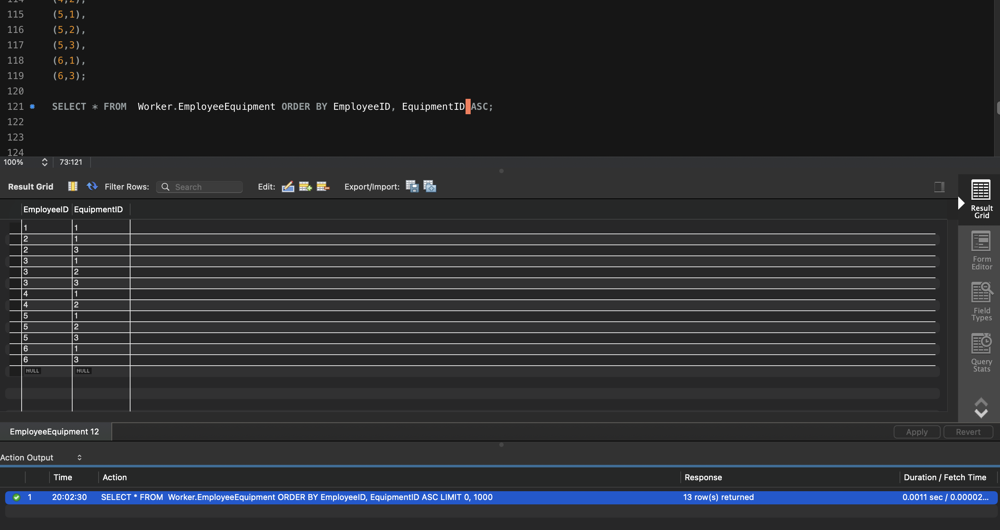 114 (4,2),
115 (5,1),
116 (5,2),
117 (5,3),
118 (6,1),
119 (6,3);
120
121 SELECT * FROM  Worker.EmployeeEquipment ORDER BY EmployeeID, EquipmentID ASC;
122
123
124
100% 73:121
Result Grid Filter Rows: Search Edit: Export/Import:
EmployeeID EquipmentID
1 1
2 1
2 3
3 1
3 2
3 3
4 1
4 2
5 1
5 2
5 3
6 1
6 3
NULL NULL
Result
Grid
Form
Editor
Field
Types
Query
Stats
EmployeeEquipment 12 Apply Revert
Action Output
Time Action Response Duration / Fetch Time
1 20:02:30 SELECT * FROM  Worker.EmployeeEquipment ORDER BY EmployeeID, EquipmentID ASC LIMIT 0, 1000 13 row(s) returned 0.0011 sec / 0.00002...